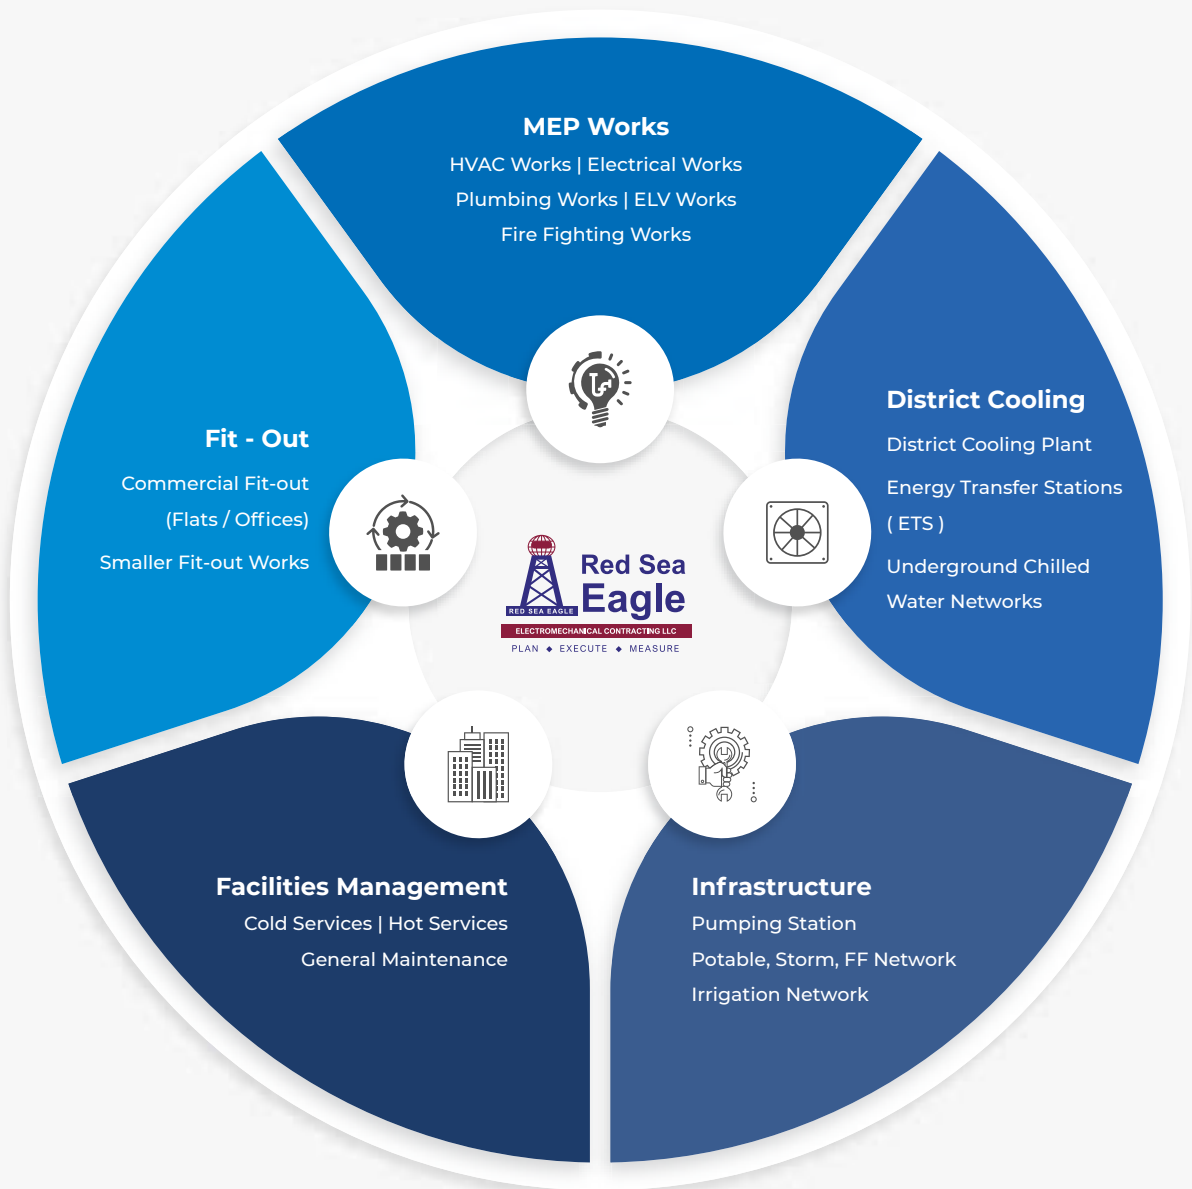 MEP Works
HVAC Works | Electrical Works
Plumbing Works | ELV Works
Fire Fighting Works
District Cooling
District Cooling Plant
Energy Transfer Stations
( ETS )
Underground Chilled
Water Networks
Infrastructure
Pumping Station
Potable, Storm, FF Network
Irrigation Network
Facilities Management
Cold Services | Hot Services
General Maintenance
Fit - Out
Commercial Fit-out
(Flats / Offices)
Smaller Fit-out Works
Red Sea
Eagle
RED SEA EAGLE
ELECTROMECHANICAL CONTRACTING LLC
PLAN ◆ EXECUTE ◆ MEASURE